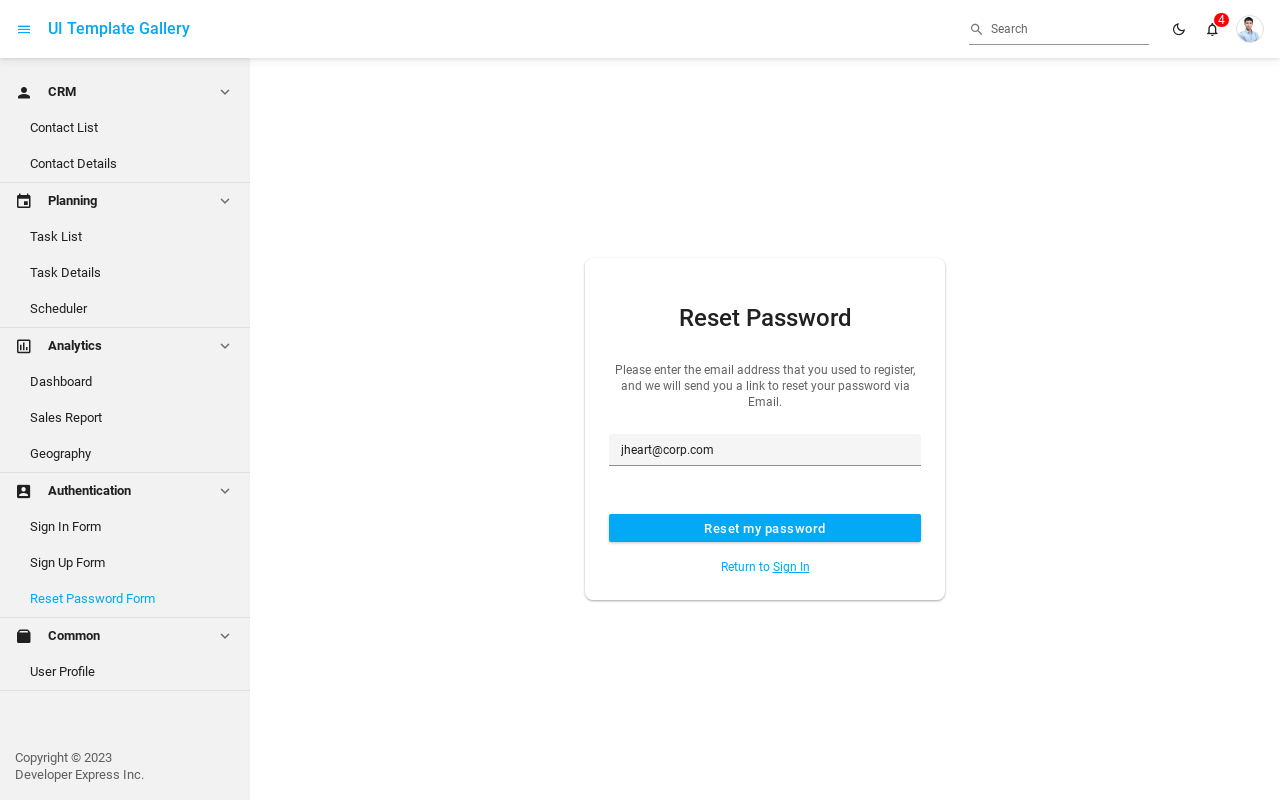 UI Template Gallery
Search
4
CRM
Contact List
Contact Details
Planning
Task List
Task Details
Scheduler
Analytics
Dashboard
Sales Report
Geography
Authentication
Sign In Form
Sign Up Form
Reset Password Form
Common
User Profile
Copyright © 2023
Developer Express Inc.
Reset Password
Please enter the email address that you used to register,
and we will send you a link to reset your password via
Email.
jheart@corp.com
Reset my password
Return to Sign In